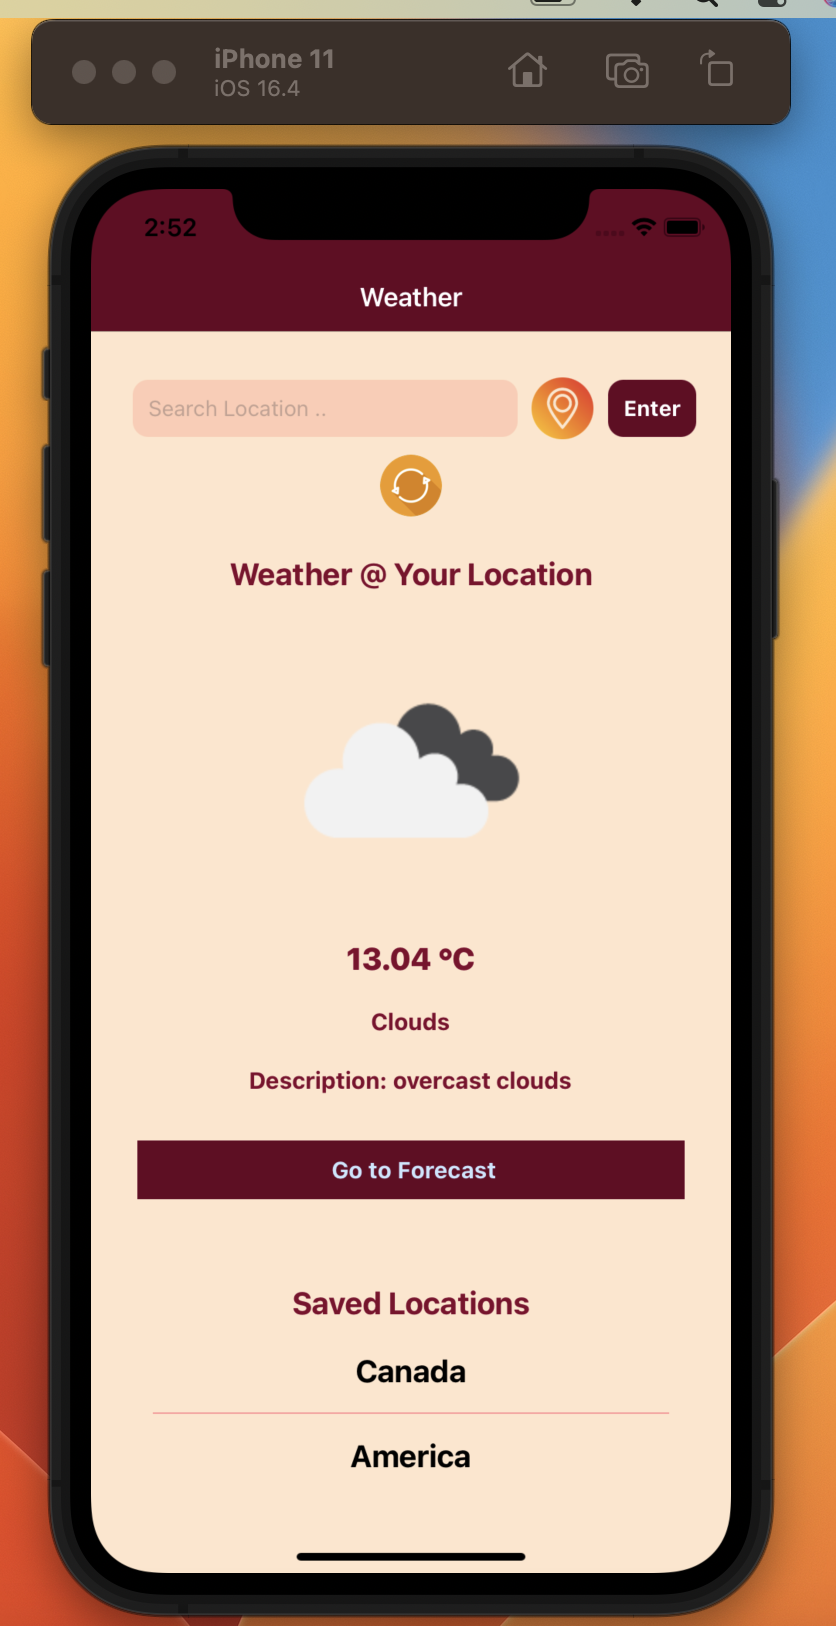 iPhone 11
iOS 16.4
2:52
Weather
Search Location ..
Enter
Weather @ Your Location
13.04 °C
Clouds
Description: overcast clouds
Go to Forecast
Saved Locations
Canada
America